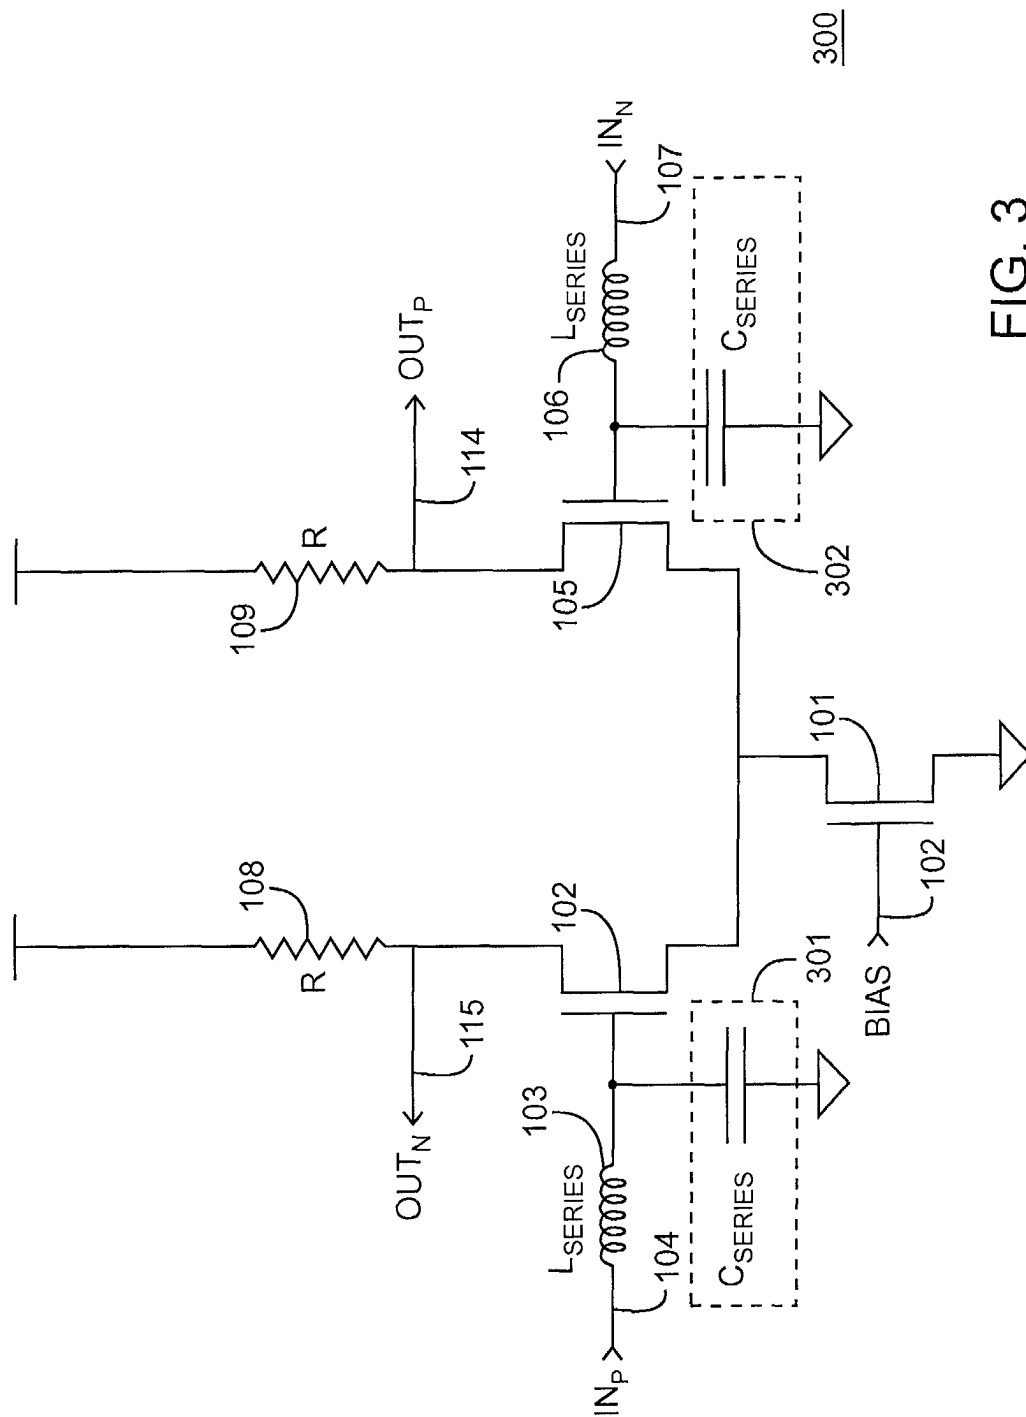 300
109
R
OUT_P
114
108
R
OUT_N
115
105
106
L_SERIES
IN_N
107
C_SERIES
302
102
103
L_SERIES
IN_P
104
C_SERIES
301
101
102
BIAS
FIG. 3